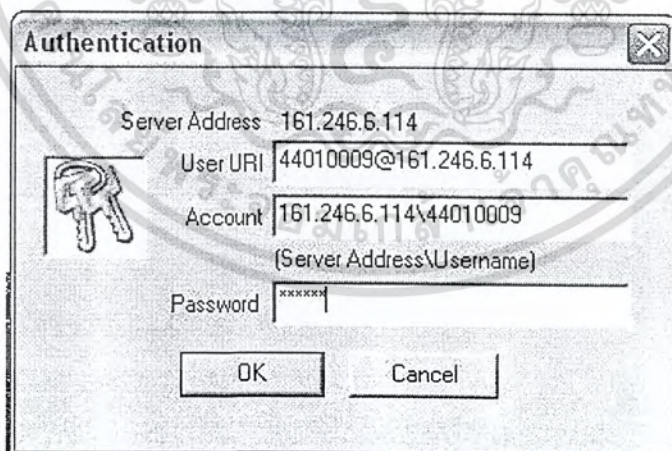 Authentication
Server Address 161.246.6.114
User URI 44010009@161.246.6.114
Account 161.246.6.114\44010009
(Server Address\Username)
Password xxxxxx
OK Cancel